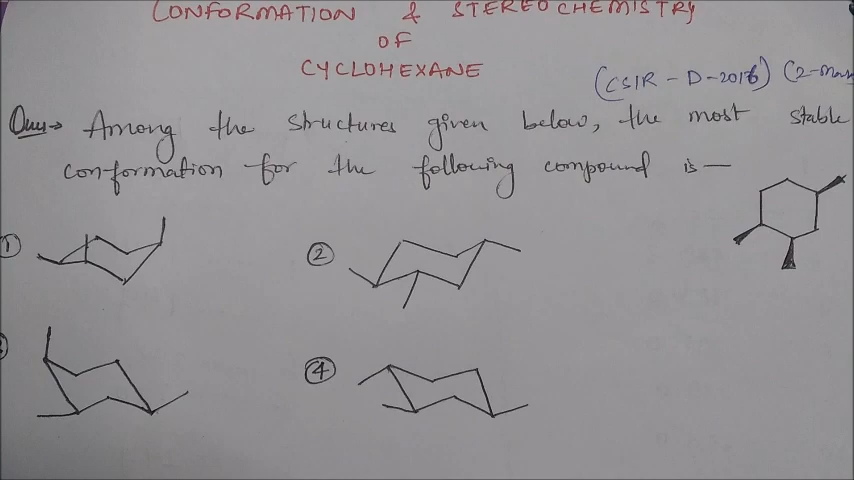 CONFORMATION & STEREOCHEMISTRY
OF
CYCLOHEXANE
(CSIR - D-2016) (2-mar
Ques→ Among the structures given below, the most stable
conformation for the following compound is —
①
②
④